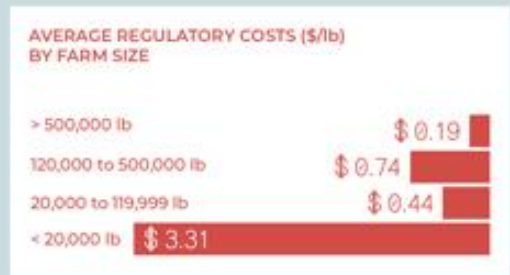 AVERAGE REGULATORY COSTS ($/lb)
BY FARM SIZE
> 500,000 lb $0.19
120,000 to 500,000 lb $0.74
20,000 to 119,999 lb $0.44
< 20,000 lb $3.31